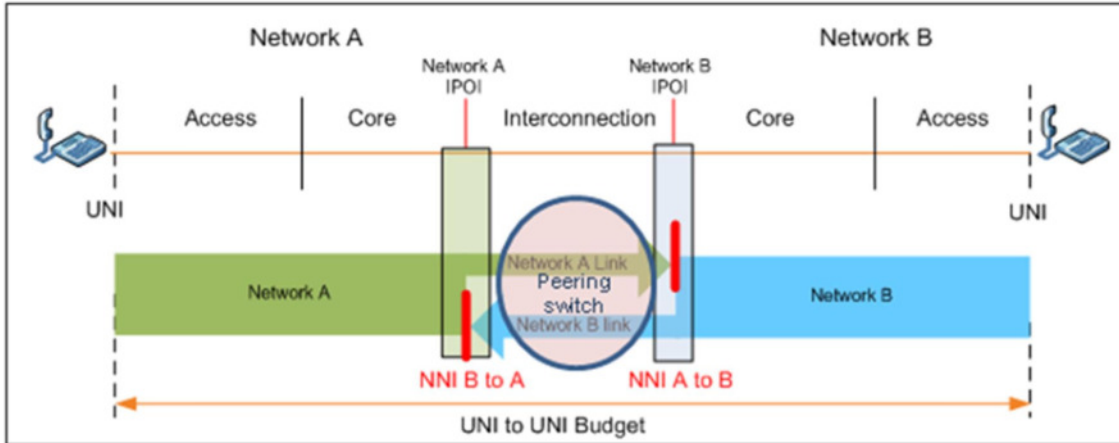 Network A
Network B
Network A
IPOI
Network B
IPOI
Access
Core
Interconnection
Core
Access
UNI
UNI
Network A Link
Network A
Peering
switch
Network B
Network B link
NNI B to A
NNI A to B
UNI to UNI Budget